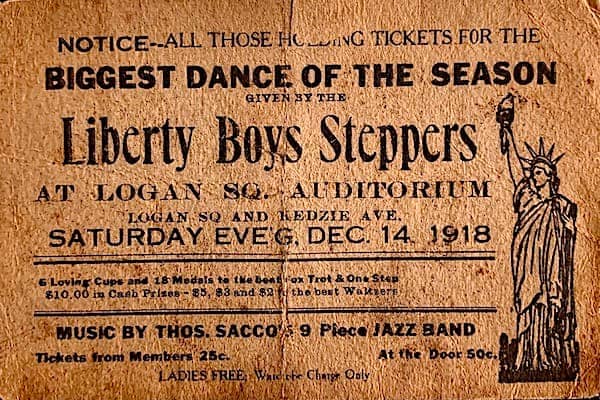 NOTICE--ALL THOSE HOLDING TICKETS FOR THE
BIGGEST DANCE OF THE SEASON
GIVEN BY THE
Liberty Boys Steppers
AT LOGAN SQ. AUDITORIUM
LOGAN SQ AND KEDZIE AVE.
SATURDAY EVE'G, DEC. 14, 1918
6 Loving Cups and 18 Medals to the best Fox Trot & One Step
$10.00 in Cash Prizes - $5, $3 and $2 to the best Waltzers
MUSIC BY THOS. SACCO'S 9 Piece JAZZ BAND
Tickets from Members 25c. At the Door 50c.
LADIES FREE. Wardrobe Charge Only